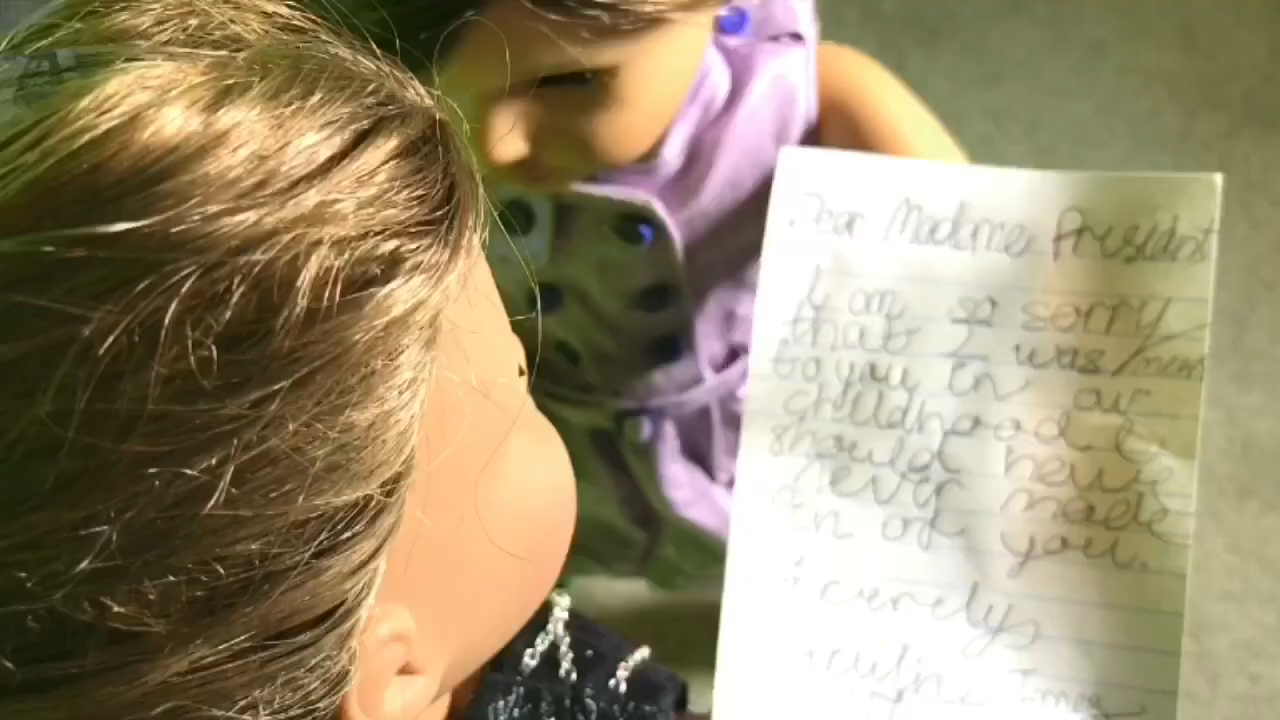 Dear Madame President
I am so sorry
that I was mean
to you in our
childhood I
should have
never made
fun of you.